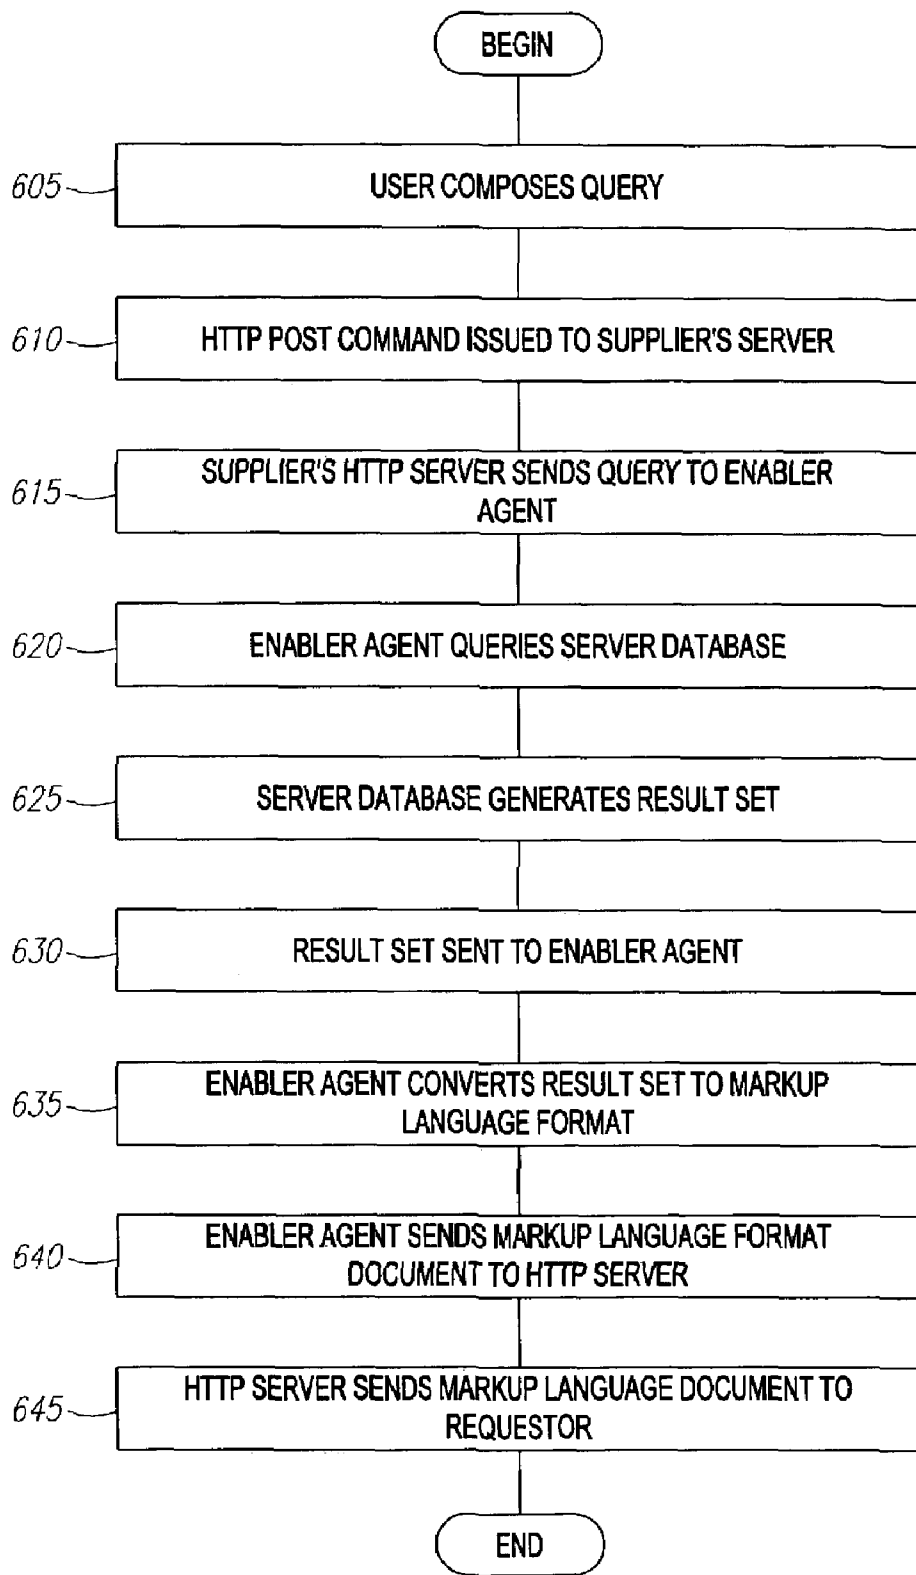 BEGIN
605
USER COMPOSES QUERY
610
HTTP POST COMMAND ISSUED TO SUPPLIER'S SERVER
615
SUPPLIER'S HTTP SERVER SENDS QUERY TO ENABLER
AGENT
620
ENABLER AGENT QUERIES SERVER DATABASE
625
SERVER DATABASE GENERATES RESULT SET
630
RESULT SET SENT TO ENABLER AGENT
635
ENABLER AGENT CONVERTS RESULT SET TO MARKUP
LANGUAGE FORMAT
640
ENABLER AGENT SENDS MARKUP LANGUAGE FORMAT
DOCUMENT TO HTTP SERVER
645
HTTP SERVER SENDS MARKUP LANGUAGE DOCUMENT TO
REQUESTOR
END